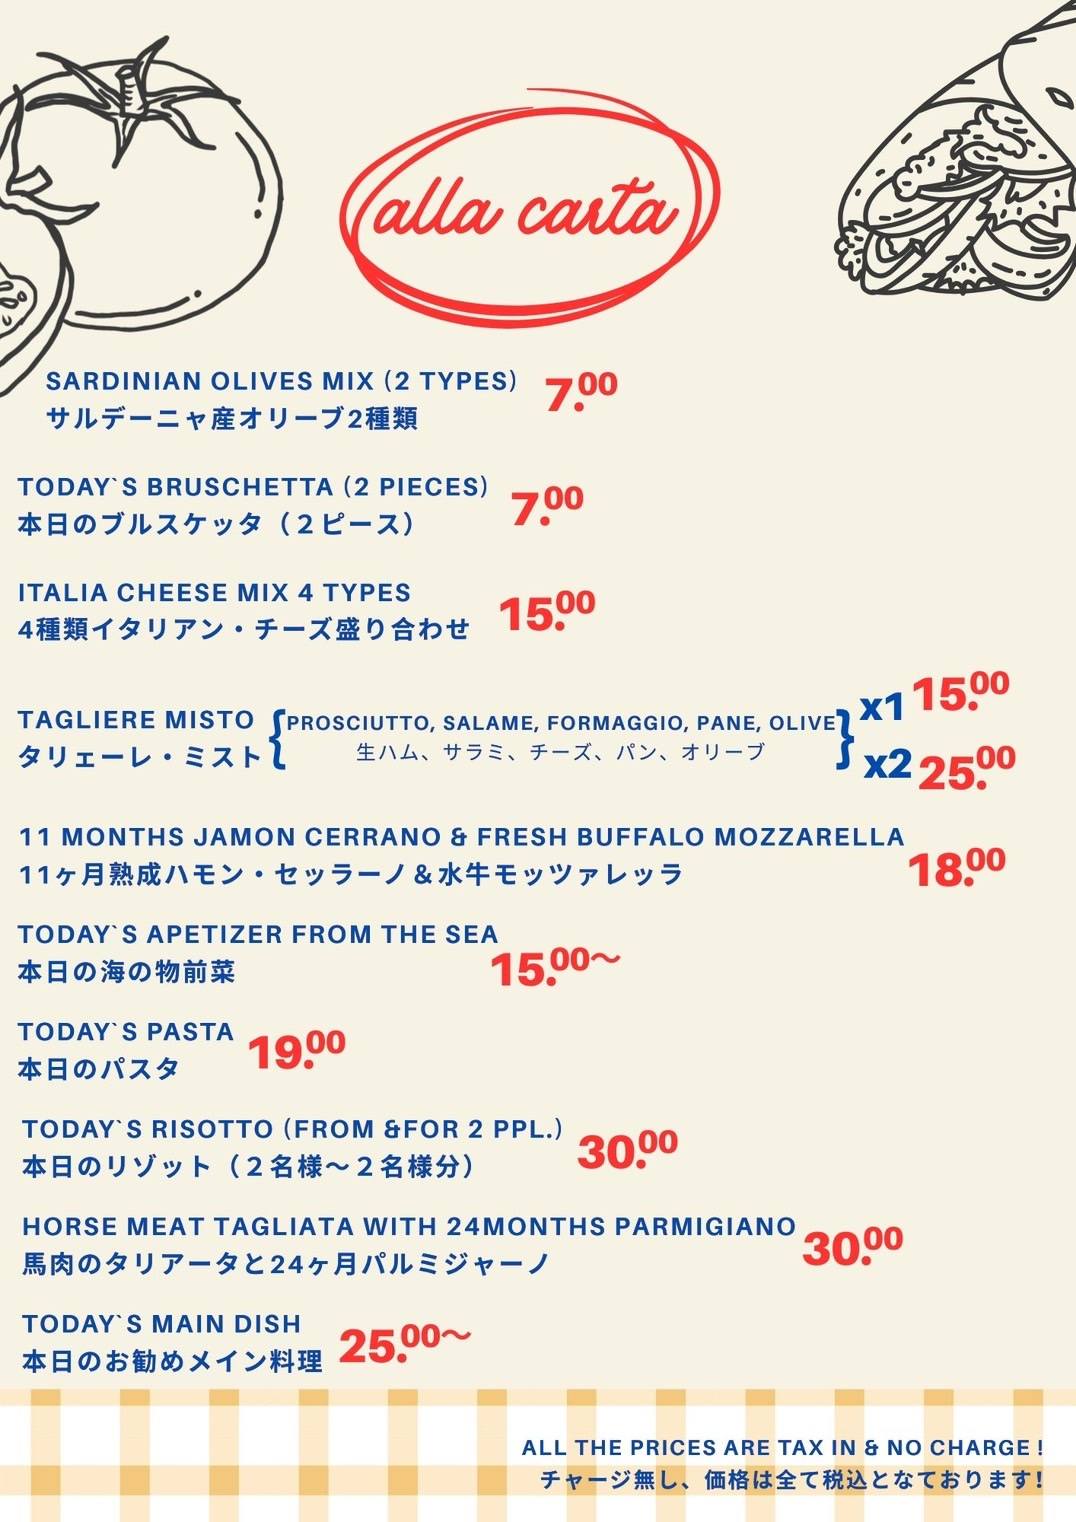 alla carta
SARDINIAN OLIVES MIX (2 TYPES) 7.00
サルデーニャ産オリーブ2種類
TODAY`S BRUSCHETTA (2 PIECES) 7.00
本日のブルスケッタ（２ピース）
ITALIA CHEESE MIX 4 TYPES 15.00
4種類イタリアン・チーズ盛り合わせ
TAGLIERE MISTO {PROSCIUTTO, SALAME, FORMAGGIO, PANE, OLIVE} x1 15.00
タリェーレ・ミスト 生ハム、サラミ、チーズ、パン、オリーブ x2 25.00
11 MONTHS JAMON CERRANO & FRESH BUFFALO MOZZARELLA 18.00
11ヶ月熟成ハモン・セッラーノ＆水牛モッツァレッラ
TODAY`S APETIZER FROM THE SEA 15.00～
本日の海の物前菜
TODAY`S PASTA 19.00
本日のパスタ
TODAY`S RISOTTO (FROM &FOR 2 PPL.) 30.00
本日のリゾット（２名様～２名様分）
HORSE MEAT TAGLIATA WITH 24MONTHS PARMIGIANO 30.00
馬肉のタリアータと24ヶ月パルミジャーノ
TODAY`S MAIN DISH 25.00～
本日のお勧めメイン料理
ALL THE PRICES ARE TAX IN & NO CHARGE !
チャージ無し、価格は全て税込となております!